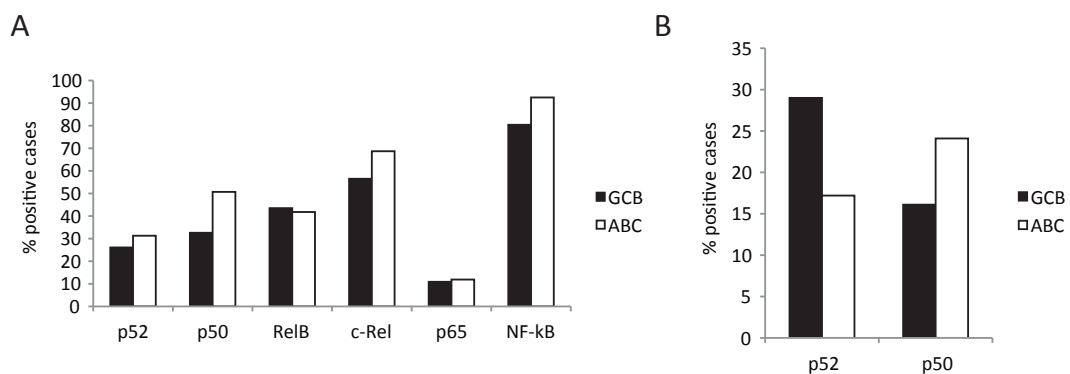 A
% positive cases
100
90
80
70
60
50
40
30
20
10
0
p52 p50 RelB c-Rel p65 NF-kB
GCB
ABC
B
% positive cases
35
30
25
20
15
10
5
0
p52 p50
GCB
ABC